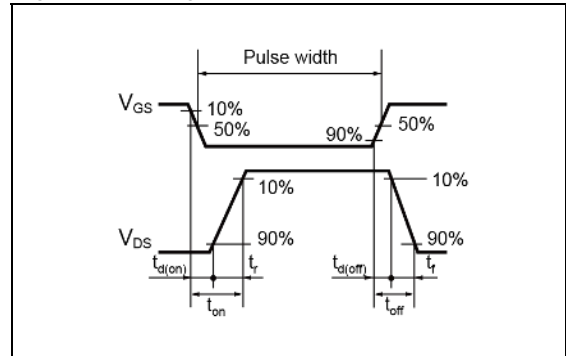 Pulse width
VGS
10%
50%
90%
50%
10%
10%
VDS
90%
90%
td(on)
tr
td(off)
tf
ton
toff